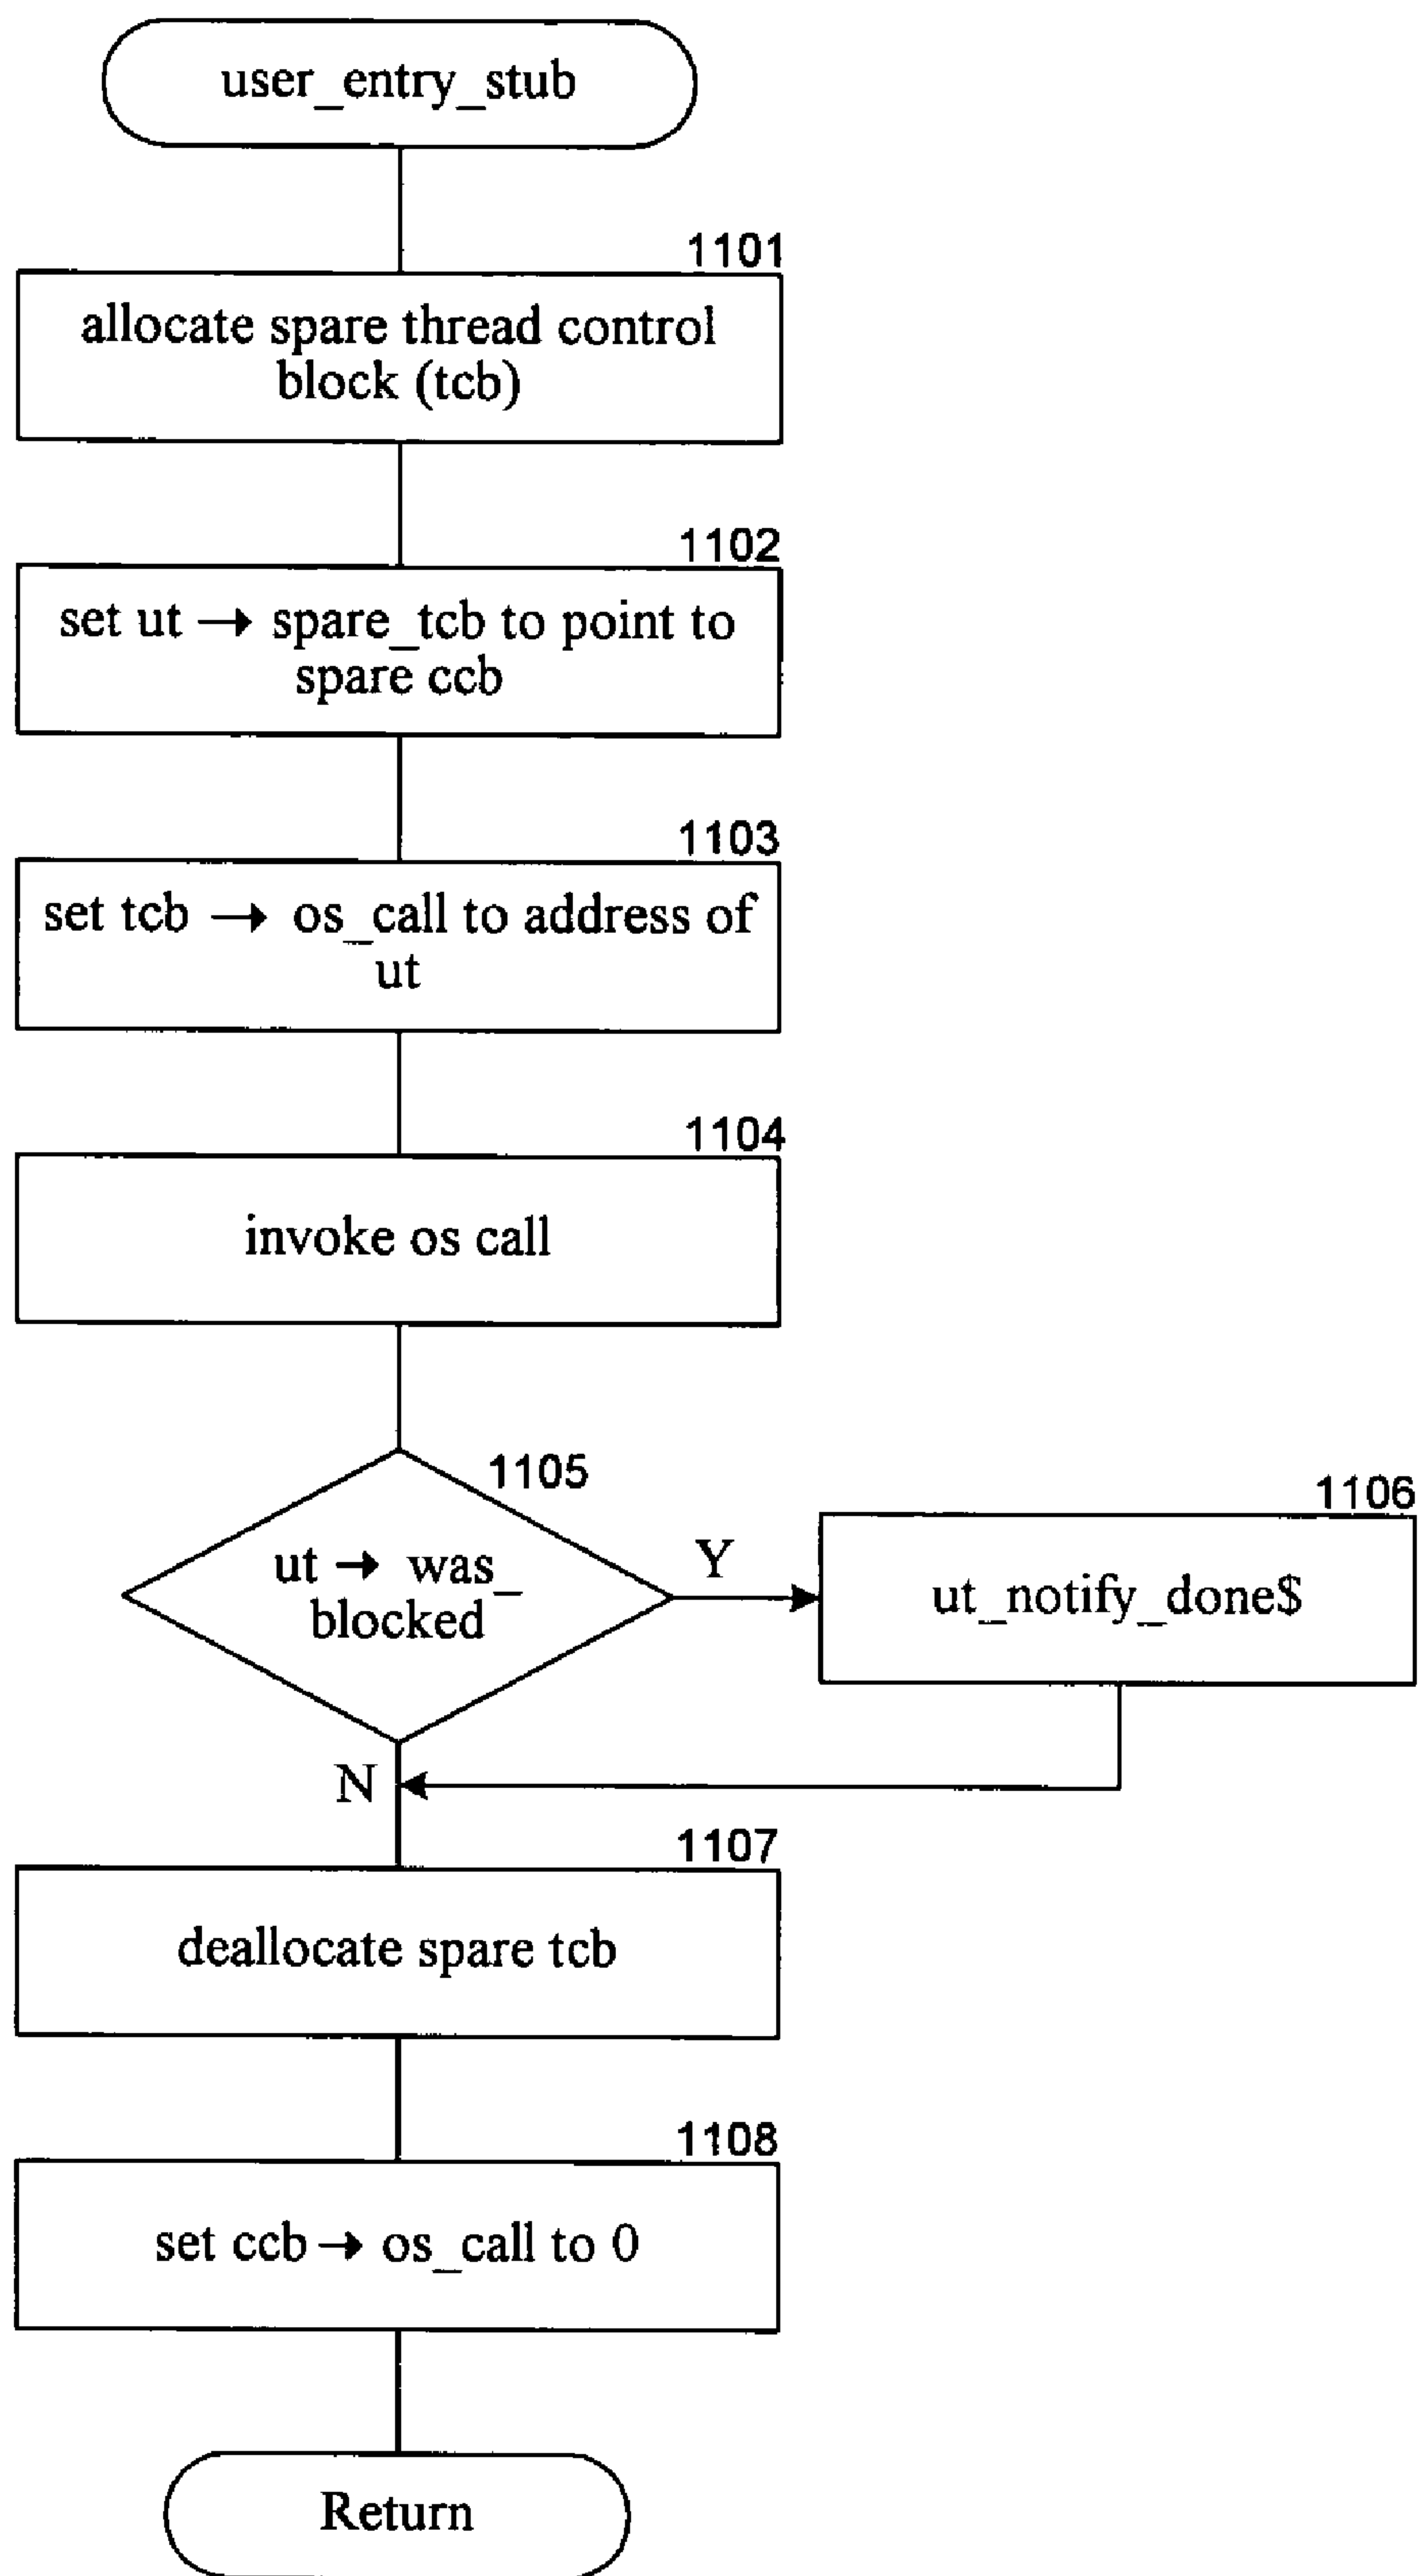 user_entry_stub
1101
allocate spare thread control
block (tcb)
1102
set ut → spare_tcb to point to
spare ccb
1103
set tcb → os_call to address of
ut
1104
invoke os call
1105
ut → was_
blocked
Y
1106
ut_notify_done$
N
1107
deallocate spare tcb
1108
set ccb → os_call to 0
Return